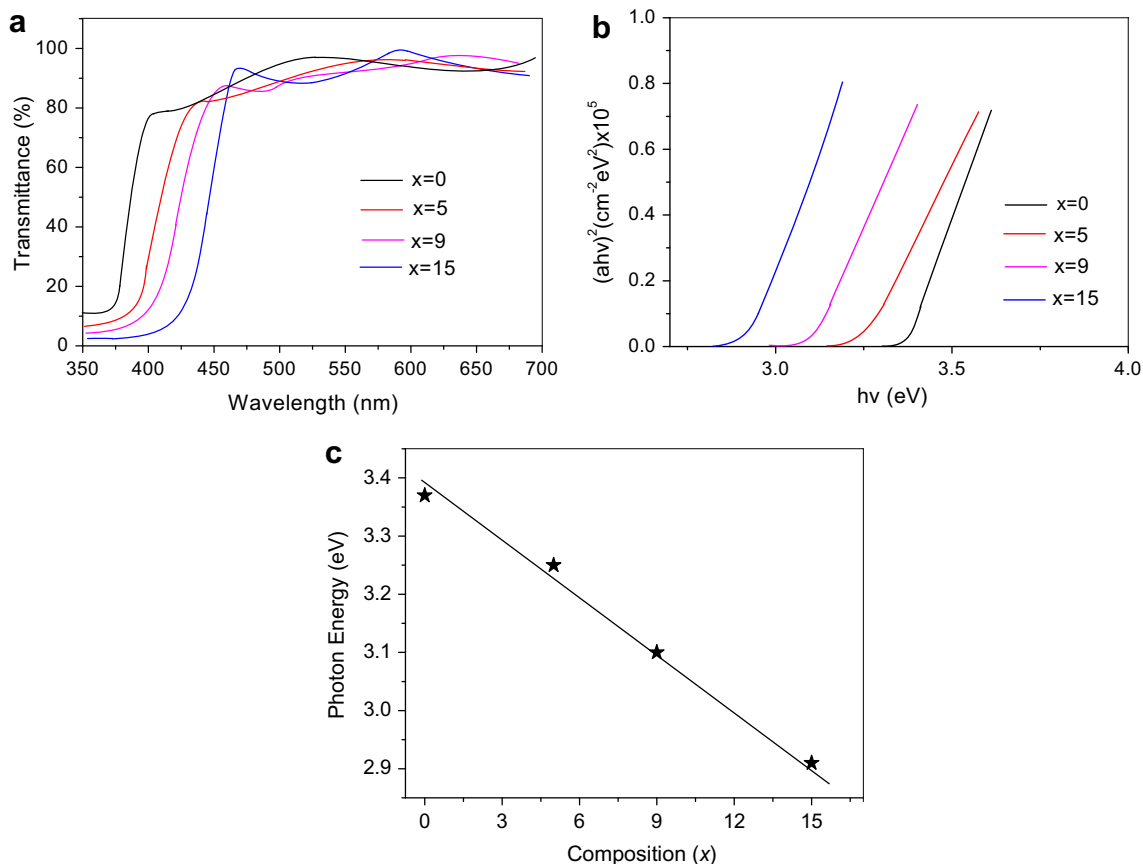 a
Transmittance (%)
120
100
80
60
40
20
0
x=0
x=5
x=9
x=15
350 400 450 500 550 600 650 700
Wavelength (nm)
b
(ahν)²(cm⁻²eV²)x10⁵
1.0
0.8
0.6
0.4
0.2
0.0
x=0
x=5
x=9
x=15
3.0 3.5 4.0
hν (eV)
c
Photon Energy (eV)
3.4
3.3
3.2
3.1
3.0
2.9
0 3 6 9 12 15
Composition (x)